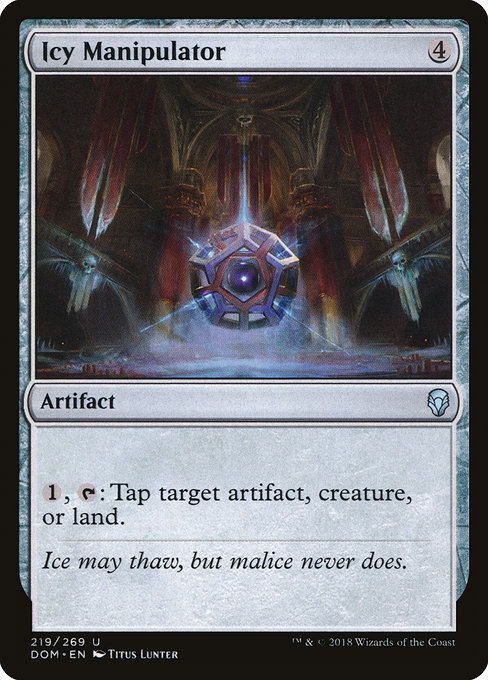 Icy Manipulator 4
Artifact
1, : Tap target artifact, creature,
or land.
Ice may thaw, but malice never does.
219/269 U
™ & © 2018 Wizards of the Coast
DOM • EN Titus Lunter